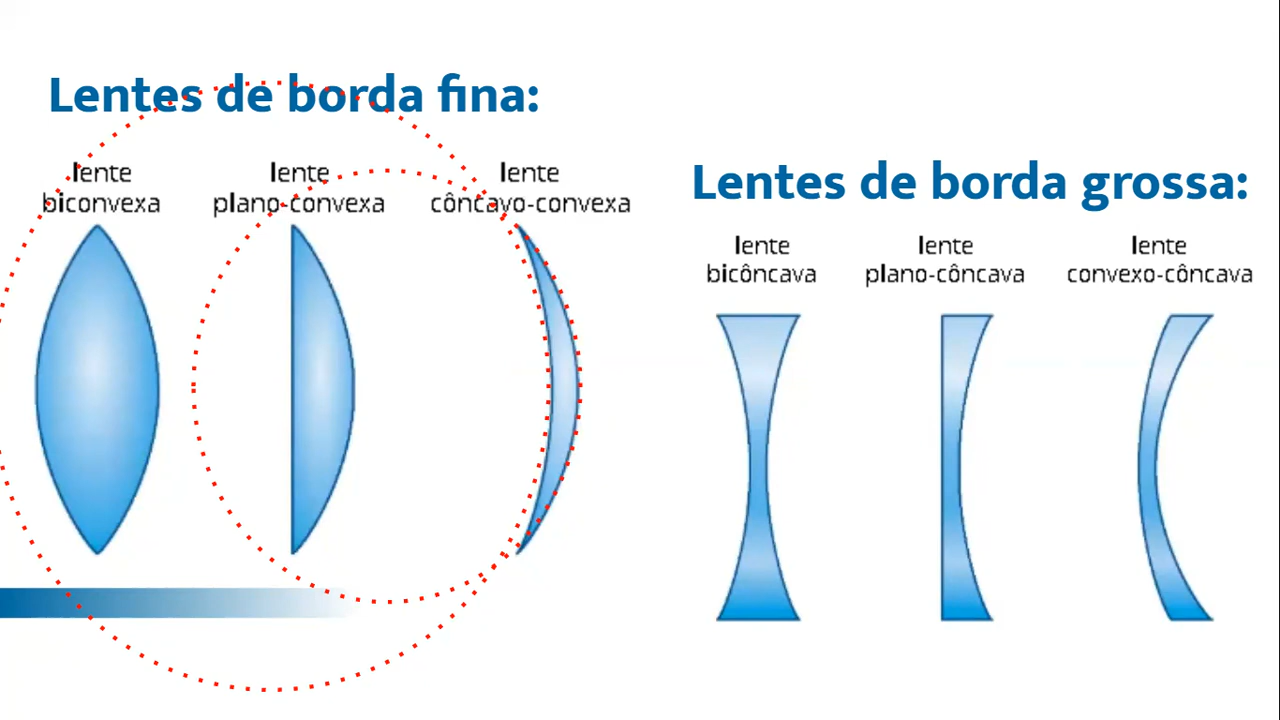 Lentes de borda fina:
lente
biconvexa
lente
plano-convexa
lente
côncavo-convexa
Lentes de borda grossa:
lente
bicôncava
lente
plano-côncava
lente
convexo-côncava